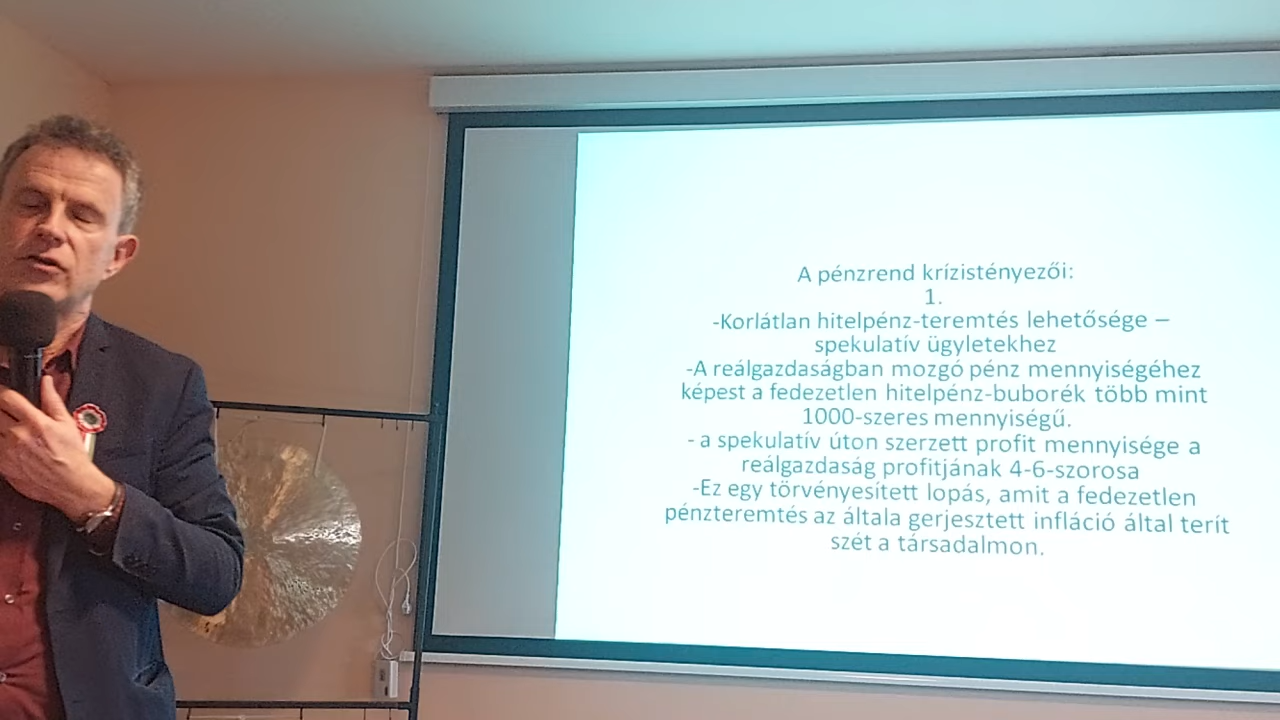 A pénzrend krízistényezői:
1.
-Korlátlan hitelpénz-teremtés lehetősége –
spekulatív ügyletekhez
-A reálgazdaságban mozgó pénz mennyiségéhez
képest a fedezetlen hitelpénz-buborék több mint
1000-szeres mennyiségű.
- a spekulatív úton szerzett profit mennyisége a
reálgazdaság profitjának 4-6-szorosa
-Ez egy törvényesített lopás, amit a fedezetlen
pénzteremtés az általa gerjesztett infláció által terít
szét a társadalmon.